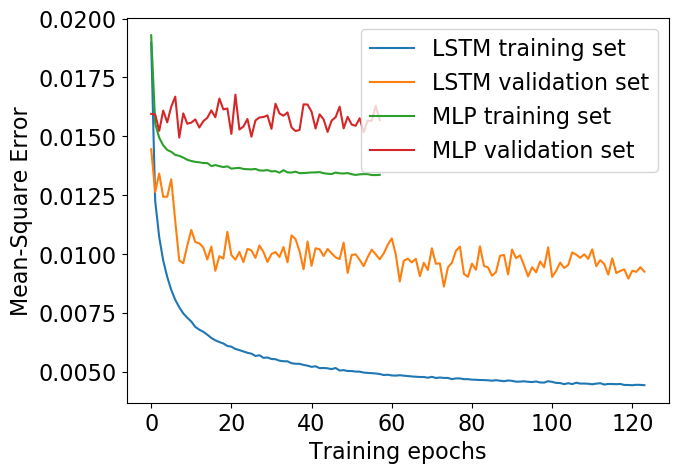 0.0200
0.0175
0.0150
0.0125
0.0100
0.0075
0.0050
Mean-Square Error
LSTM training set
LSTM validation set
MLP training set
MLP validation set
0 20 40 60 80 100 120
Training epochs